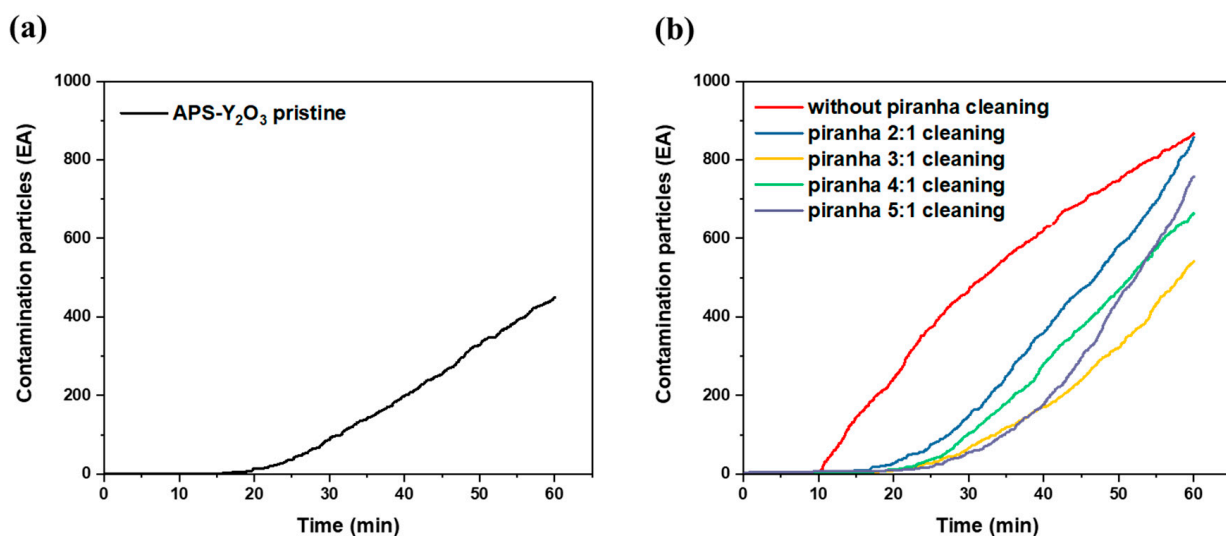 (a)
1000
800
600
400
200
0
Contamination particles (EA)
APS-Y₂O₃ pristine
0 10 20 30 40 50 60
Time (min)
(b)
1000
800
600
400
200
0
Contamination particles (EA)
without piranha cleaning
piranha 2:1 cleaning
piranha 3:1 cleaning
piranha 4:1 cleaning
piranha 5:1 cleaning
0 10 20 30 40 50 60
Time (min)